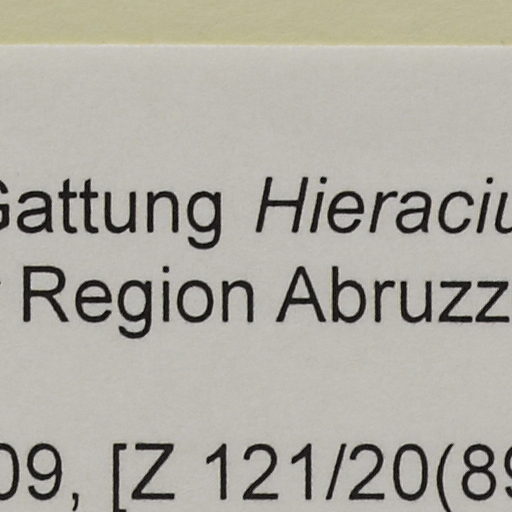 Gattung Hieraciu
r Region Abruzz
09, [Z 121/20(89